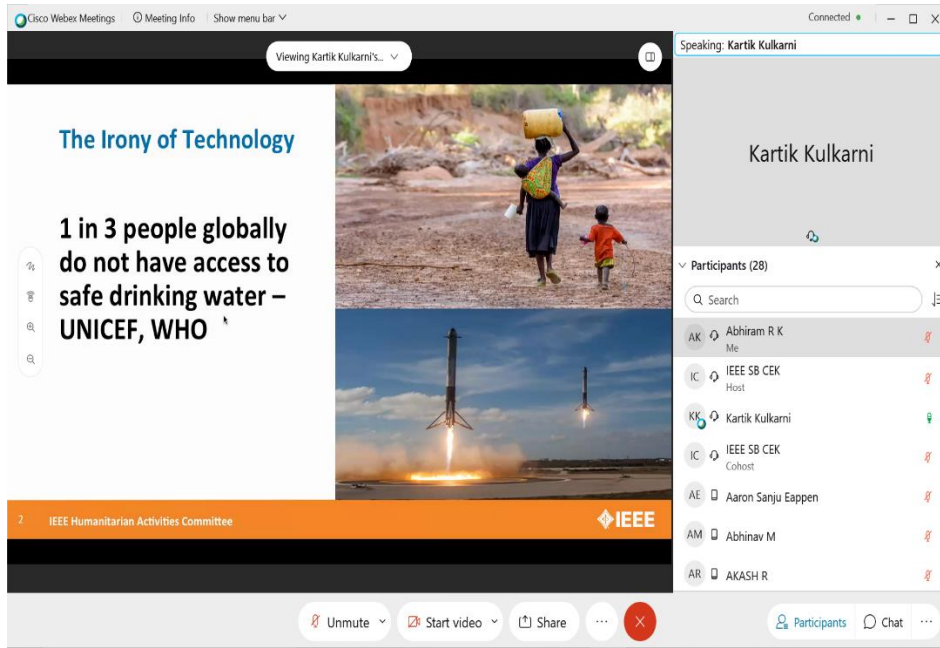 Cisco Webex Meetings Meeting Info Show menu bar Connected
Viewing Kartik Kulkarni's...
Speaking: Kartik Kulkarni
Kartik Kulkarni
The Irony of Technology
1 in 3 people globally
do not have access to
safe drinking water –
UNICEF, WHO
2 IEEE Humanitarian Activities Committee
IEEE
Participants (28)
Search
AK Abhiram R K
Me
IC IEEE SB CEK
Host
KK Kartik Kulkarni
IC IEEE SB CEK
Cohost
AE Aaron Sanju Eappen
AM Abhinav M
AR AKASH R
Unmute Start video Share ... Participants Chat ...